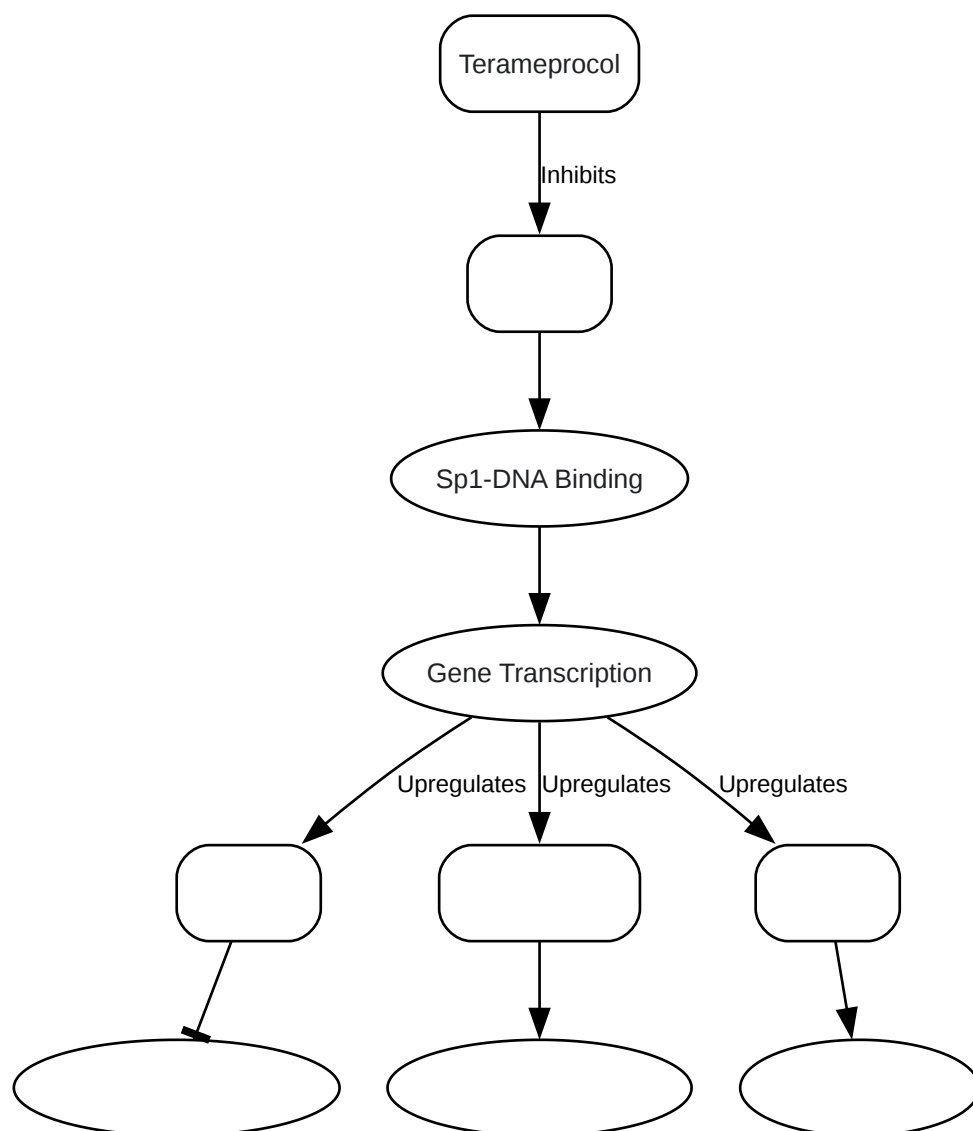 Terameprocol
Inhibits
Sp1-DNA Binding
Gene Transcription
Upregulates
Upregulates
Upregulates